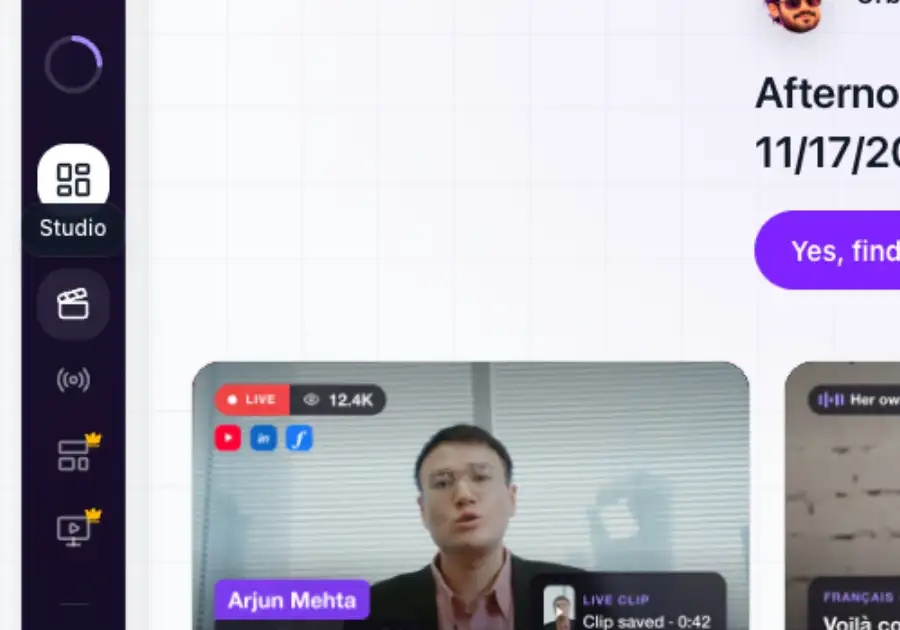 Afterno
11/17/20
Studio
Yes, find
LIVE 12.4K
in f
Her ow
Arjun Mehta
LIVE CLIP
Clip saved - 0:42
FRANÇAIS
Voilà co